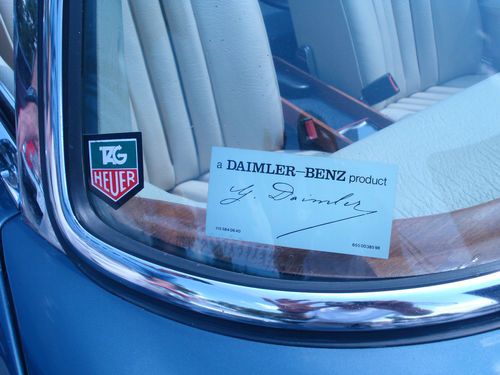 TAG
HEUER
a DAIMLER-BENZ product
G. Daimler